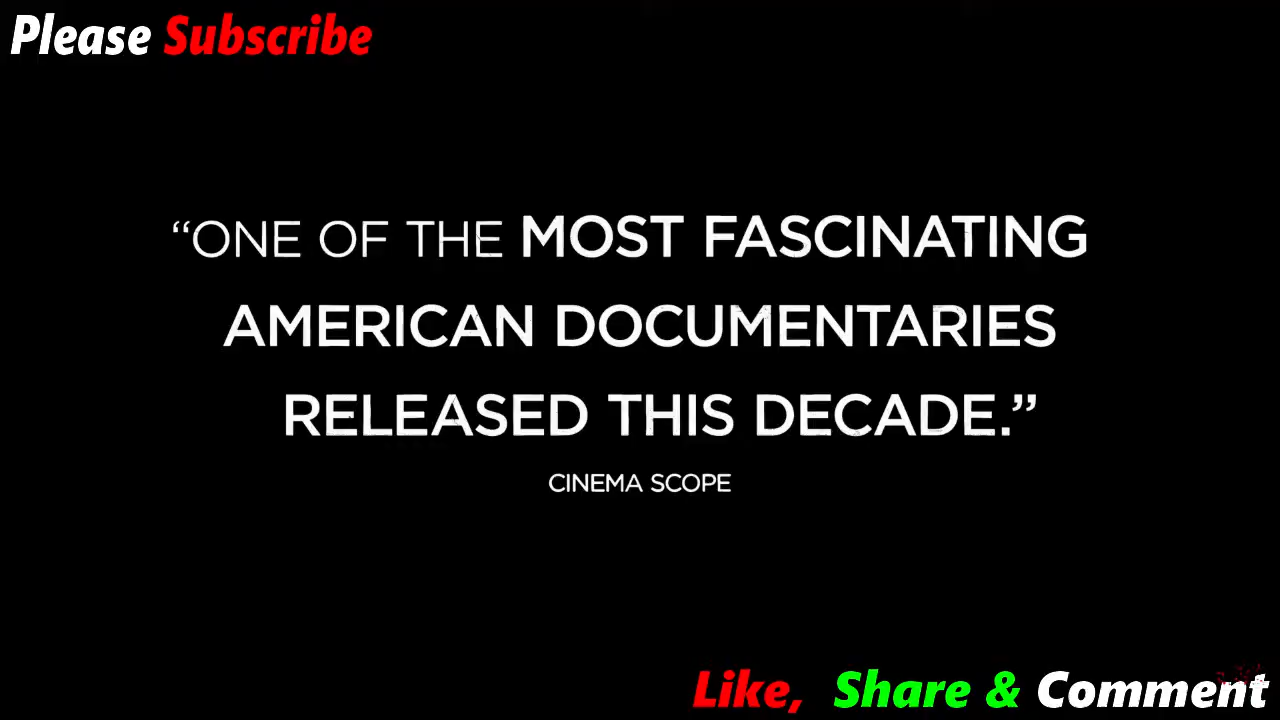 Please Subscribe
“ONE OF THE MOST FASCINATING
AMERICAN DOCUMENTARIES
RELEASED THIS DECADE.”
CINEMA SCOPE
Like, Share & Comment